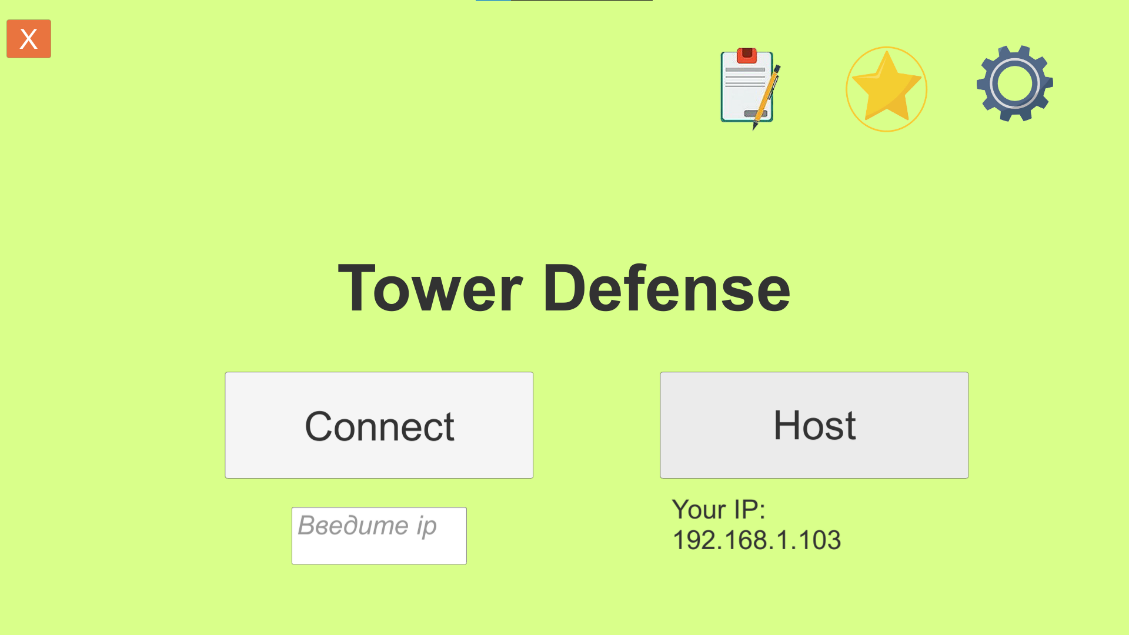 X
Tower Defense
Connect
Host
Введите ip
Your IP:
192.168.1.103